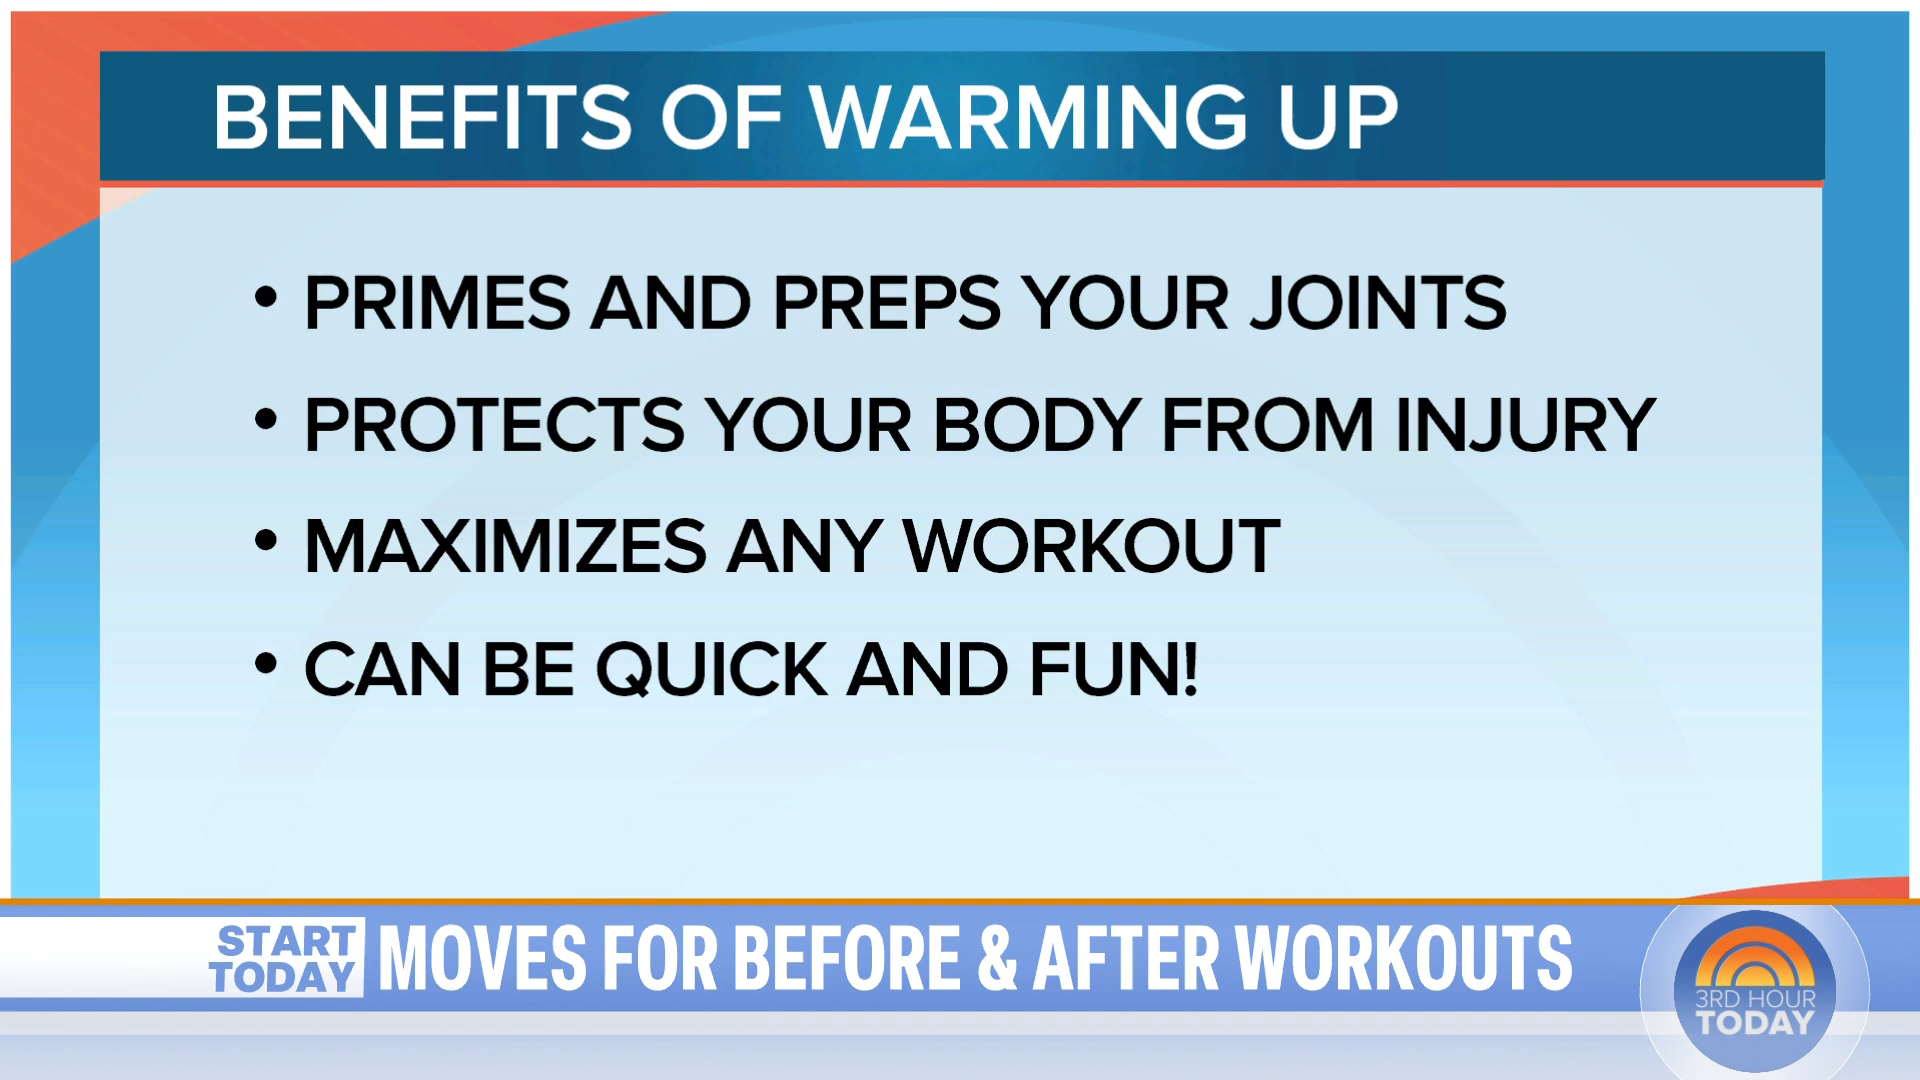 BENEFITS OF WARMING UP
• PRIMES AND PREPS YOUR JOINTS
• PROTECTS YOUR BODY FROM INJURY
• MAXIMIZES ANY WORKOUT
• CAN BE QUICK AND FUN!
START
TODAY
MOVES FOR BEFORE & AFTER WORKOUTS
3RD HOUR
TODAY